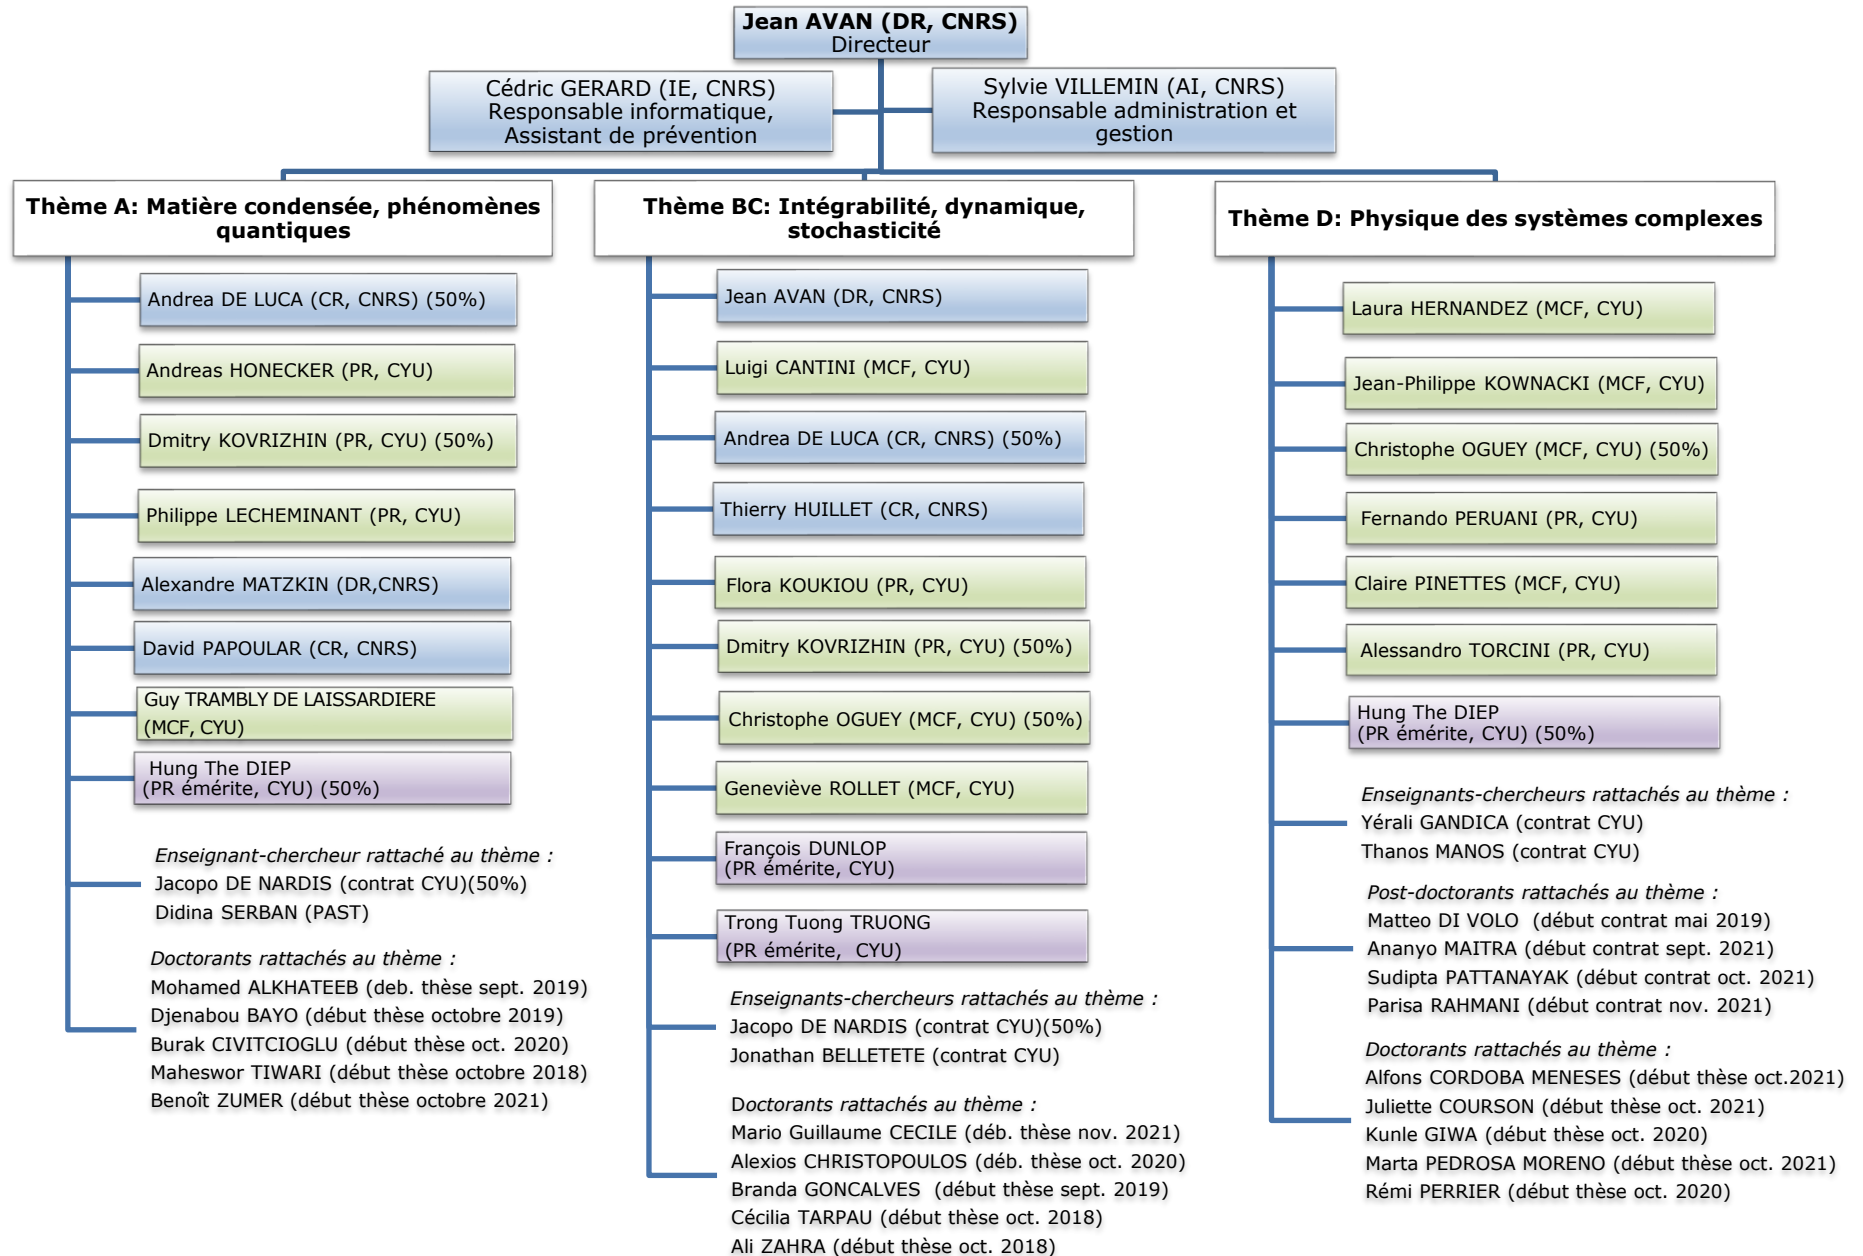 Jean AVAN (DR, CNRS)
Directeur
Cédric GERARD (IE, CNRS)
Responsable informatique,
Assistant de prévention
Sylvie VILLEMIN (AI, CNRS)
Responsable administration et
gestion
Thème A: Matière condensée, phénomènes
quantiques
Andrea DE LUCA (CR, CNRS) (50%)
Andreas HONECKER (PR, CYU)
Dmitry KOVRIZHIN (PR, CYU) (50%)
Philippe LECHEMINANT (PR, CYU)
Alexandre MATZKIN (DR,CNRS)
David PAPOULAR (CR, CNRS)
Guy TRAMBLY DE LAISSARDIERE
(MCF, CYU)
Hung The DIEP
(PR émérite, CYU) (50%)
Enseignant-chercheur rattaché au thème :
Jacopo DE NARDIS (contrat CYU)(50%)
Didina SERBAN (PAST)
Doctorants rattachés au thème :
Mohamed ALKHATEEB (deb. thèse sept. 2019)
Djenabou BAYO (début thèse octobre 2019)
Burak CIVITCIOGLU (début thèse oct. 2020)
Maheswor TIWARI (début thèse octobre 2018)
Benoît ZUMER (début thèse octobre 2021)
Thème BC: Intégrabilité, dynamique,
stochasticité
Jean AVAN (DR, CNRS)
Luigi CANTINI (MCF, CYU)
Andrea DE LUCA (CR, CNRS) (50%)
Thierry HUILLET (CR, CNRS)
Flora KOUKIOU (PR, CYU)
Dmitry KOVRIZHIN (PR, CYU) (50%)
Christophe OGUEY (MCF, CYU) (50%)
Geneviève ROLLET (MCF, CYU)
François DUNLOP
(PR émérite, CYU)
Trong Tuong TRUONG
(PR émérite, CYU)
Enseignants-chercheurs rattachés au thème :
Jacopo DE NARDIS (contrat CYU)(50%)
Jonathan BELLETETE (contrat CYU)
Doctorants rattachés au thème :
Mario Guillaume CECILE (déb. thèse nov. 2021)
Alexios CHRISTOPOULOS (déb. thèse oct. 2020)
Branda GONCALVES (début thèse sept. 2019)
Cécilia TARPAU (début thèse oct. 2018)
Ali ZAHRA (début thèse oct. 2018)
Thème D: Physique des systèmes complexes
Laura HERNANDEZ (MCF, CYU)
Jean-Philippe KOWNACKI (MCF, CYU)
Christophe OGUEY (MCF, CYU) (50%)
Fernando PERUANI (PR, CYU)
Claire PINETTES (MCF, CYU)
Alessandro TORCINI (PR, CYU)
Hung The DIEP
(PR émérite, CYU) (50%)
Enseignants-chercheurs rattachés au thème :
Yérali GANDICA (contrat CYU)
Thanos MANOS (contrat CYU)
Post-doctorants rattachés au thème :
Matteo DI VOLO (début contrat mai 2019)
Ananyo MAITRA (début contrat sept. 2021)
Sudipta PATTANAYAK (début contrat oct. 2021)
Parisa RAHMANI (début contrat nov. 2021)
Doctorants rattachés au thème :
Alfons CORDOBA MENESES (début thèse oct.2021)
Juliette COURSON (début thèse oct. 2021)
Kunle GIWA (début thèse oct. 2020)
Marta PEDROSA MORENO (début thèse oct. 2021)
Rémi PERRIER (début thèse oct. 2020)